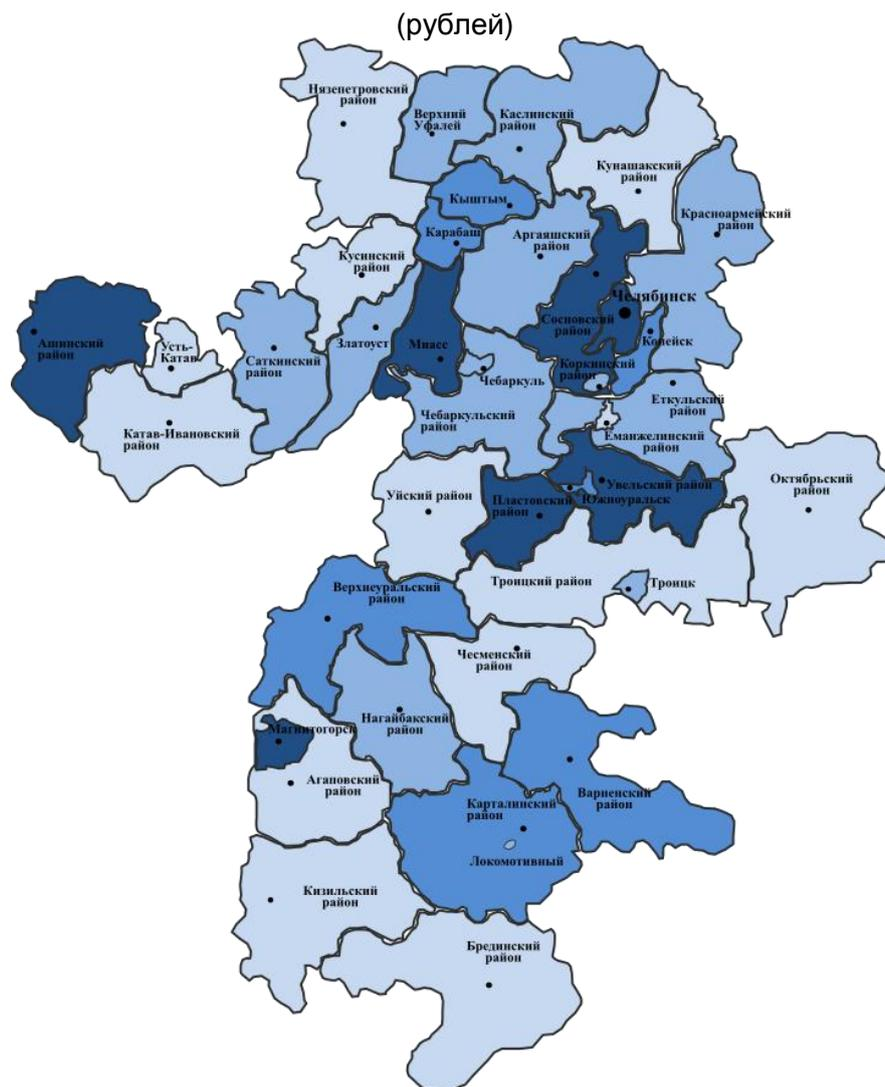 (рублей)
Нязепетровский
район
Верхний
Уфалей
Каслинский
район
Кунашакский
район
Кыштым
Красноармейский
район
Карабаш
Аргаяшский
район
Кусинский
район
Челябинск
Сосновский
район
Копейск
Ашинский
район
Усть-
Катав
Саткинский
район
Златоуст
Миасс
Чебаркуль
Коркинский
район
Еткульский
район
Чебаркульский
район
Катав-Ивановский
район
Еманжелинский
район
Октябрьский
район
Уйский район
Пластовский
район
Увельский район
Южноуральск
Троицкий район
Троицк
Верхнеуральский
район
Чесменский
район
Нагайбакский
район
Магнитогорск
Агаповский
район
Карталинский
район
Варненский
район
Локомотивный
Кизильский
район
Брединский
район